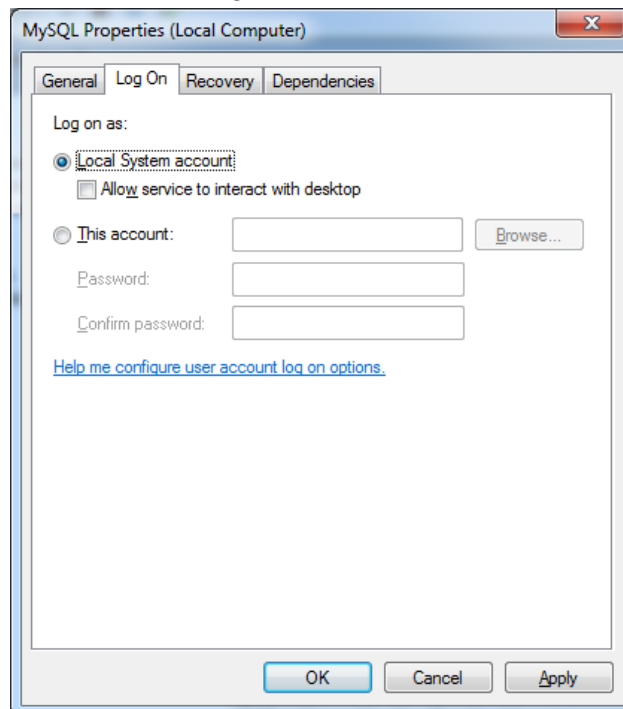 MySQL Properties (Local Computer)
General Log On Recovery Dependencies
Log on as:
Local System account
Allow service to interact with desktop
This account: Browse...
Password:
Confirm password:
Help me configure user account log on options.
OK Cancel Apply